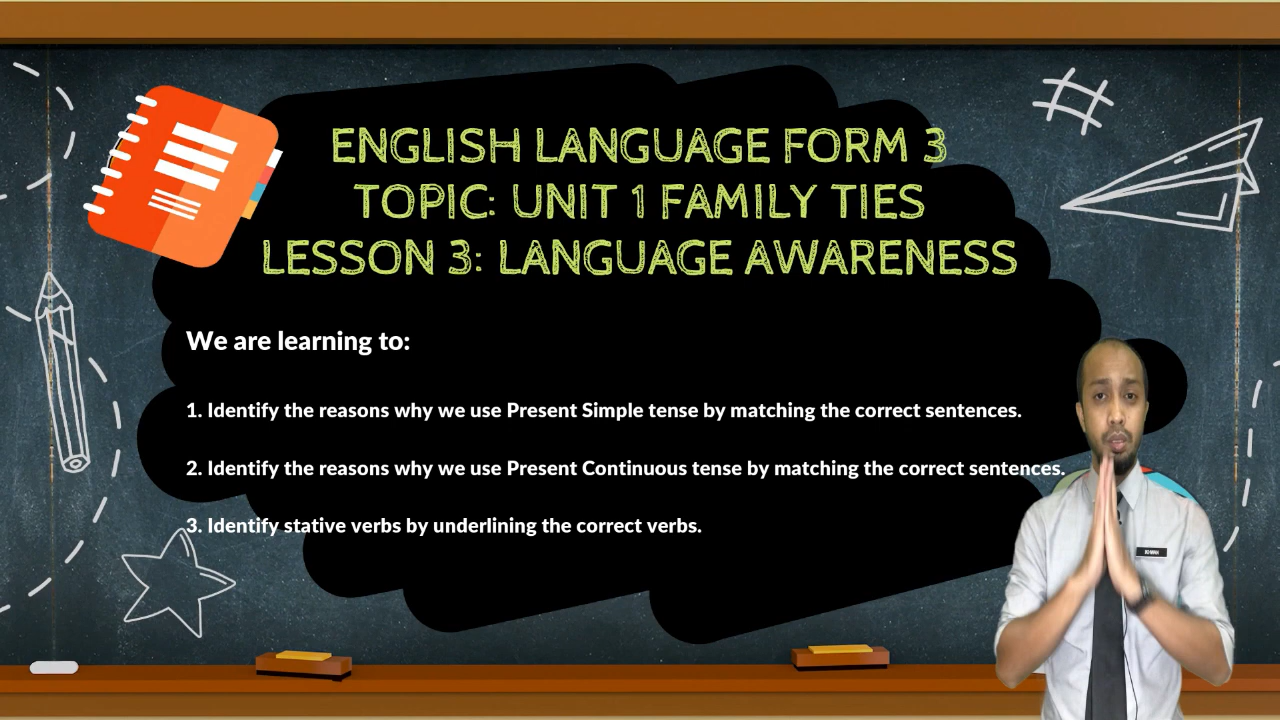 ENGLISH LANGUAGE FORM 3
TOPIC: UNIT 1 FAMILY TIES
LESSON 3: LANGUAGE AWARENESS
We are learning to:
1. Identify the reasons why we use Present Simple tense by matching the correct sentences.
2. Identify the reasons why we use Present Continuous tense by matching the correct sentences.
3. Identify stative verbs by underlining the correct verbs.